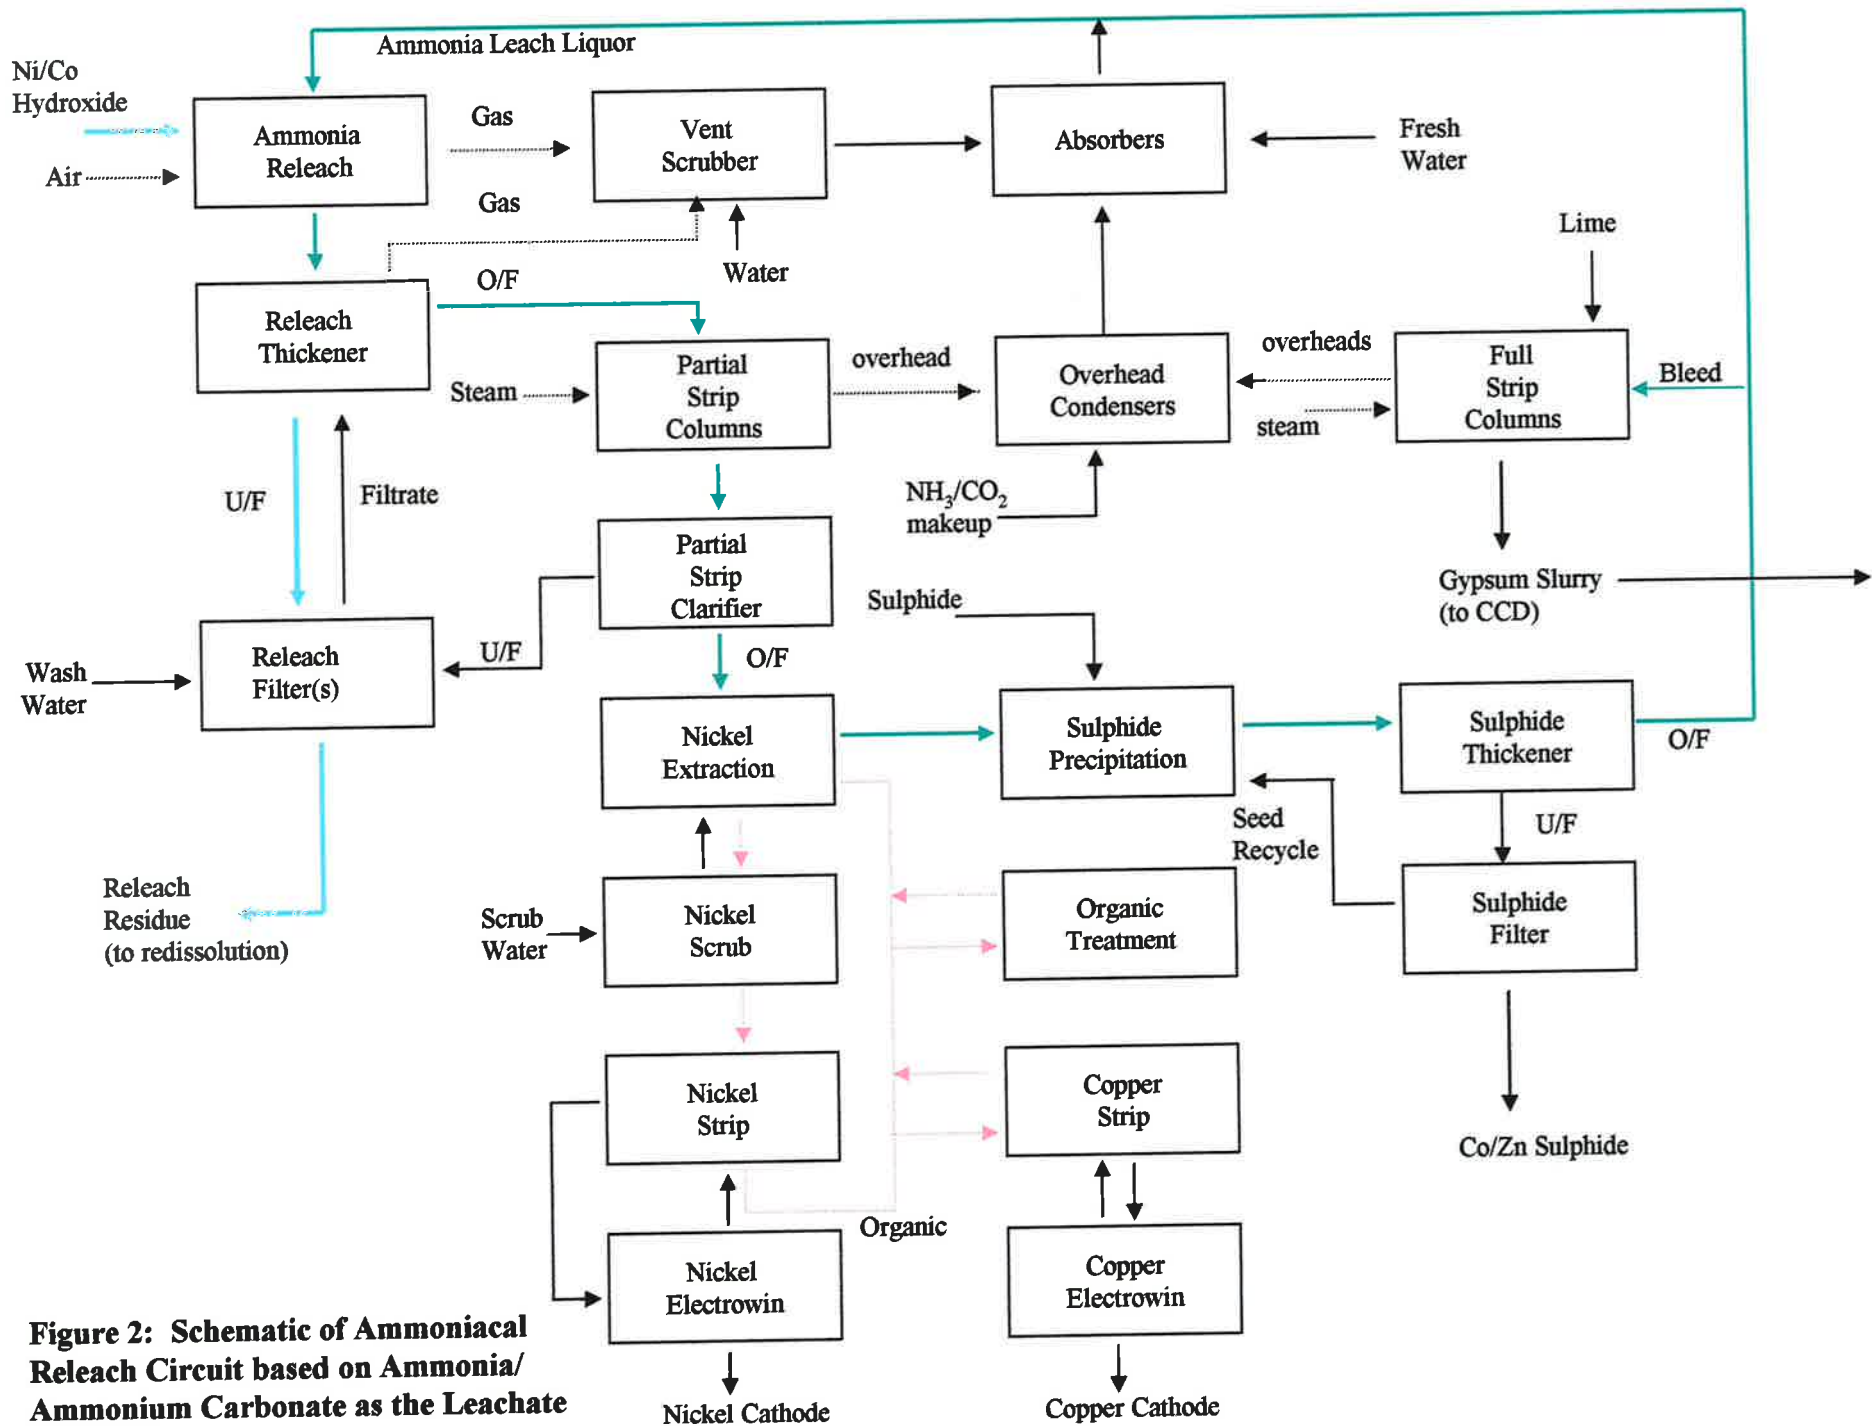 Ammonia Leach Liquor
Ni/Co
Hydroxide
Air
Ammonia
Releach
Gas
Gas
Vent
Scrubber
Water
Absorbers
Fresh
Water
Lime
Releach
Thickener
O/F
Steam
Partial
Strip
Columns
overhead
Overhead
Condensers
overheads
steam
Full
Strip
Columns
Bleed
U/F
Filtrate
NH3/CO2
makeup
Partial
Strip
Clarifier
Sulphide
Gypsum Slurry
(to CCD)
Wash
Water
Releach
Filter(s)
U/F
O/F
Nickel
Extraction
Sulphide
Precipitation
Sulphide
Thickener
O/F
Seed
Recycle
U/F
Releach
Residue
(to redissolution)
Scrub
Water
Nickel
Scrub
Organic
Treatment
Sulphide
Filter
Nickel
Strip
Copper
Strip
Co/Zn Sulphide
Organic
Nickel
Electrowin
Copper
Electrowin
Nickel Cathode
Copper Cathode
Figure 2: Schematic of Ammoniacal
Releach Circuit based on Ammonia/
Ammonium Carbonate as the Leachate